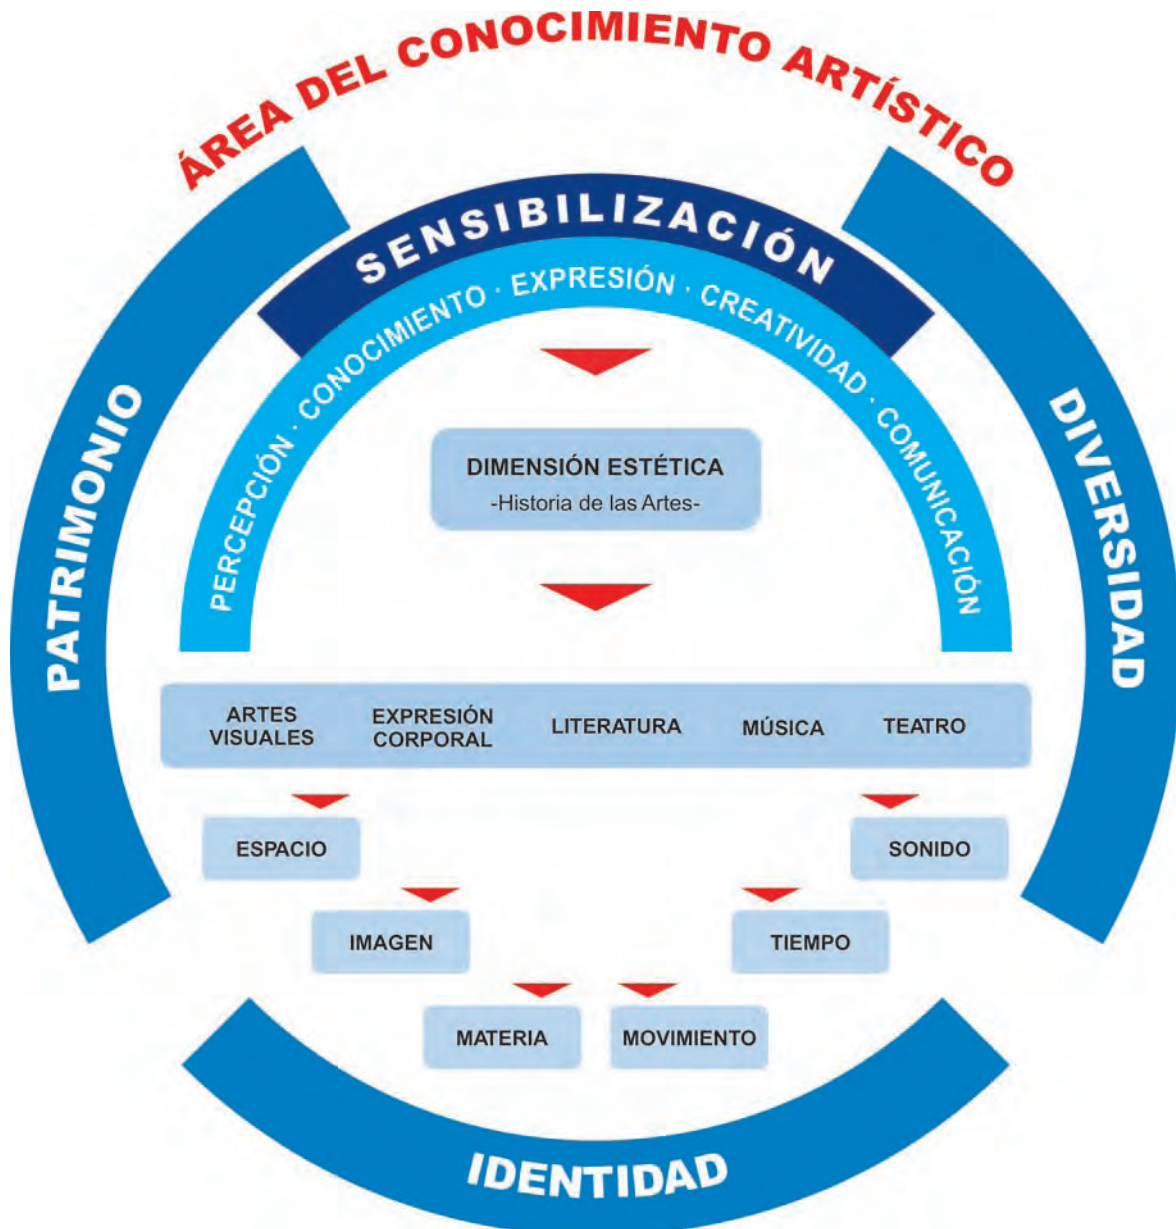 ÁREA DEL CONOCIMIENTO ARTÍSTICO
SENSIBILIZACIÓN
PERCEPCIÓN · CONOCIMIENTO · EXPRESIÓN · CREATIVIDAD · COMUNICACIÓN
PATRIMONIO
DIVERSIDAD
DIMENSIÓN ESTÉTICA
-Historia de las Artes-
ARTES
VISUALES
EXPRESIÓN
CORPORAL
LITERATURA
MÚSICA
TEATRO
ESPACIO
SONIDO
IMAGEN
TIEMPO
MATERIA
MOVIMIENTO
IDENTIDAD